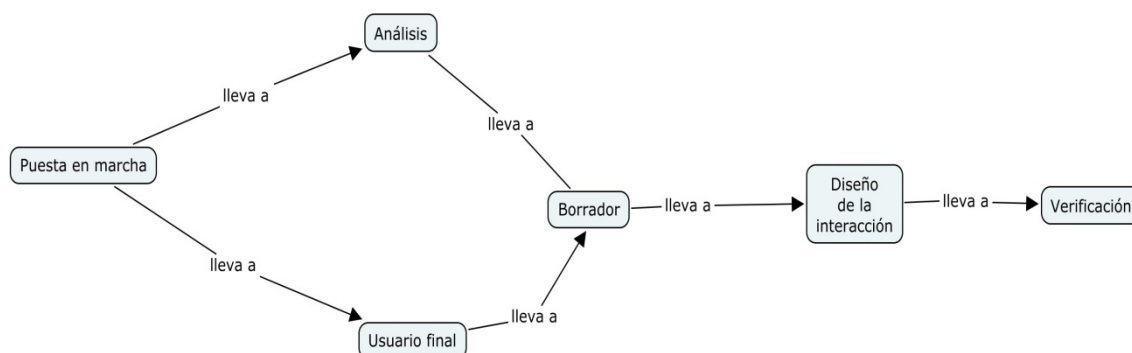 Análisis
lleva a
lleva a
Puesta en marcha
Diseño
de la
interacción
Borrador
lleva a
lleva a
Verificación
lleva a
lleva a
Usuario final